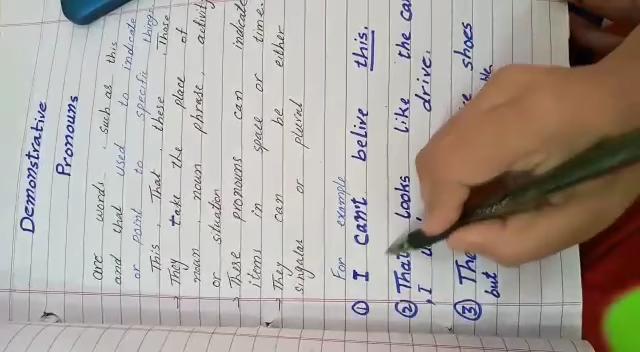 Demonstrative
Pronouns
are words, such as this
and that used to indicate
or point to specific things.
This, That, these, Those
→ They take the place of
noun, noun phrase, activity
or situation
→ These pronouns can indicate
items in space or time.
→ They can be either
singular or plural
For example
① I can't belive this.
② That looks like the
, I drive.
③ shoes
but